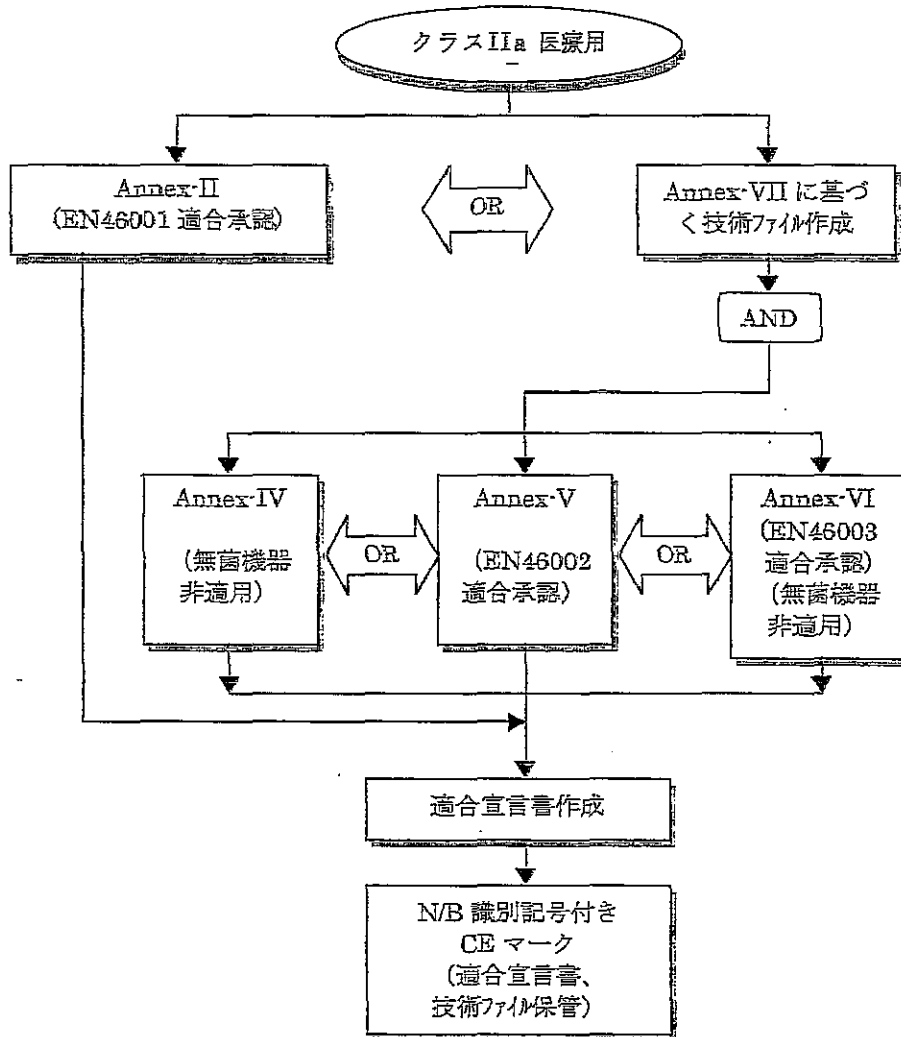 クラスIIa 医療用
Annex-II
(EN46001 適合承認)
OR
Annex-VII に基づ
く技術ファイル作成
AND
Annex-IV
(無菌機器
非適用)
OR
Annex-V
(EN46002
適合承認)
OR
Annex-VI
(EN46003
適合承認)
(無菌機器
非適用)
適合宣言書作成
N/B 識別記号付き
CE マーク
(適合宣言書、
技術ファイル保管)